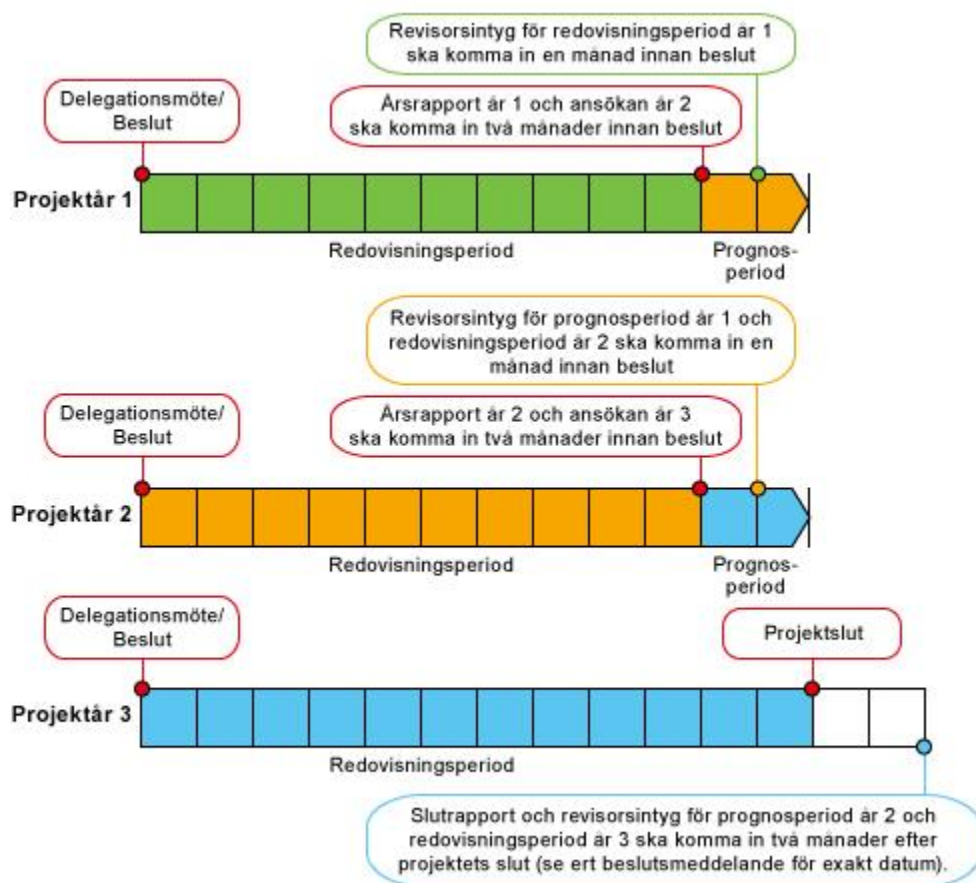 Revisorsintyg för redovisningsperiod år 1
ska komma in en månad innan beslut
Delegationsmöte/
Beslut
Årsrapport år 1 och ansökan år 2
ska komma in två månader innan beslut
Projektår 1
Redovisningsperiod
Prognos-
period
Revisorsintyg för prognosperiod år 1 och
redovisningsperiod år 2 ska komma in en
månad innan beslut
Delegationsmöte/
Beslut
Årsrapport år 2 och ansökan år 3
ska komma in två månader innan beslut
Projektår 2
Redovisningsperiod
Prognos-
period
Delegationsmöte/
Beslut
Projektslut
Projektår 3
Redovisningsperiod
Slutrapport och revisorsintyg för prognosperiod år 2 och
redovisningsperiod år 3 ska komma in två månader efter
projektets slut (se ert beslutsmeddelande för exakt datum).